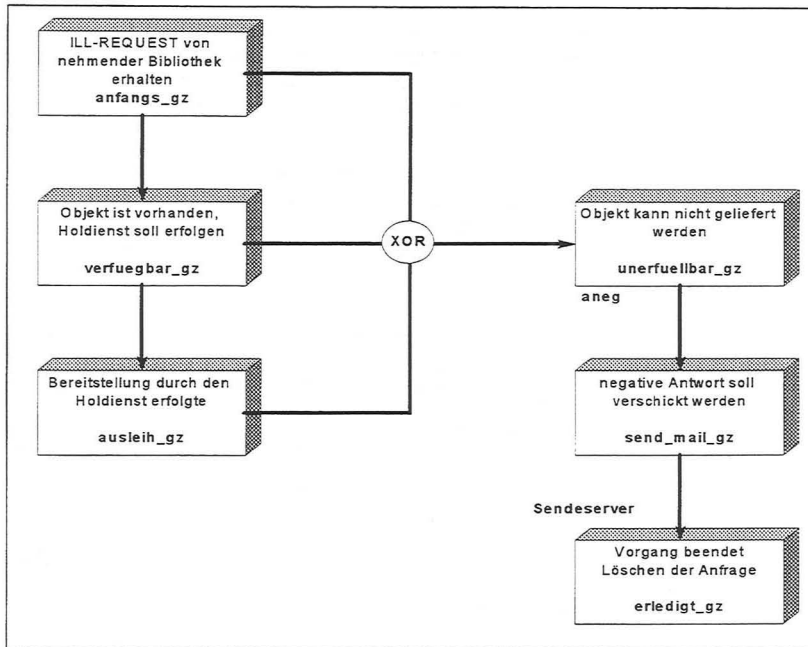 ILL-REQUEST von
nehmender Bibliothek
erhalten
anfangs_gz
Objekt ist vorhanden,
Holdienst soll erfolgen
verfuegbar_gz
Bereitstellung durch den
Holdienst erfolgte
ausleih_gz
XOR
Objekt kann nicht geliefert
werden
unerfuellbar_gz
aneg
negative Antwort soll
verschickt werden
send_mail_gz
Sendeserver
Vorgang beendet
Löschen der Anfrage
erledigt_gz